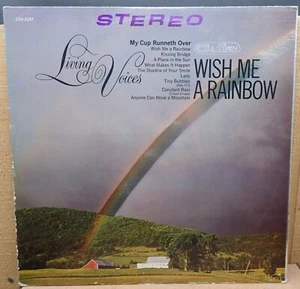 STEREO
Living
Voices
My Cup Runneth Over
Wish Me a Rainbow
Kissing Bridge
A Place in the Sun
What Makes It Happen
The Shadow of Your Smile
Lady
Tiny Bubbles
Constant Rain
Anyone Can Move a Mountain
WISH ME
A RAINBOW